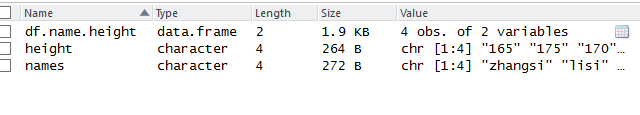 Name Type Length Size Value
df.name.height data.frame 2 1.9 KB 4 obs. of 2 variables
height character 4 264 B chr [1:4] "165" "175" "170"…
names character 4 272 B chr [1:4] "zhangsi" "lisi" …